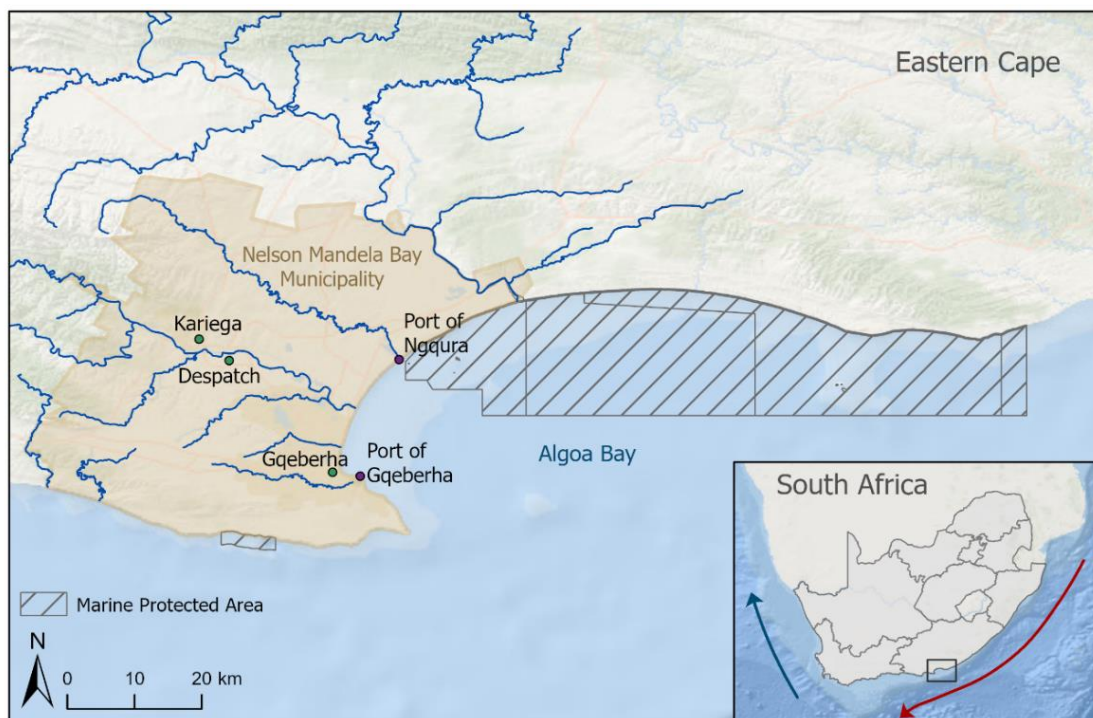 Eastern Cape
Nelson Mandela Bay
Municipality
Kariega
Despatch
Port of
Ngqura
Gqeberha
Port of
Gqeberha
Algoa Bay
South Africa
Marine Protected Area
N
0 10 20 km